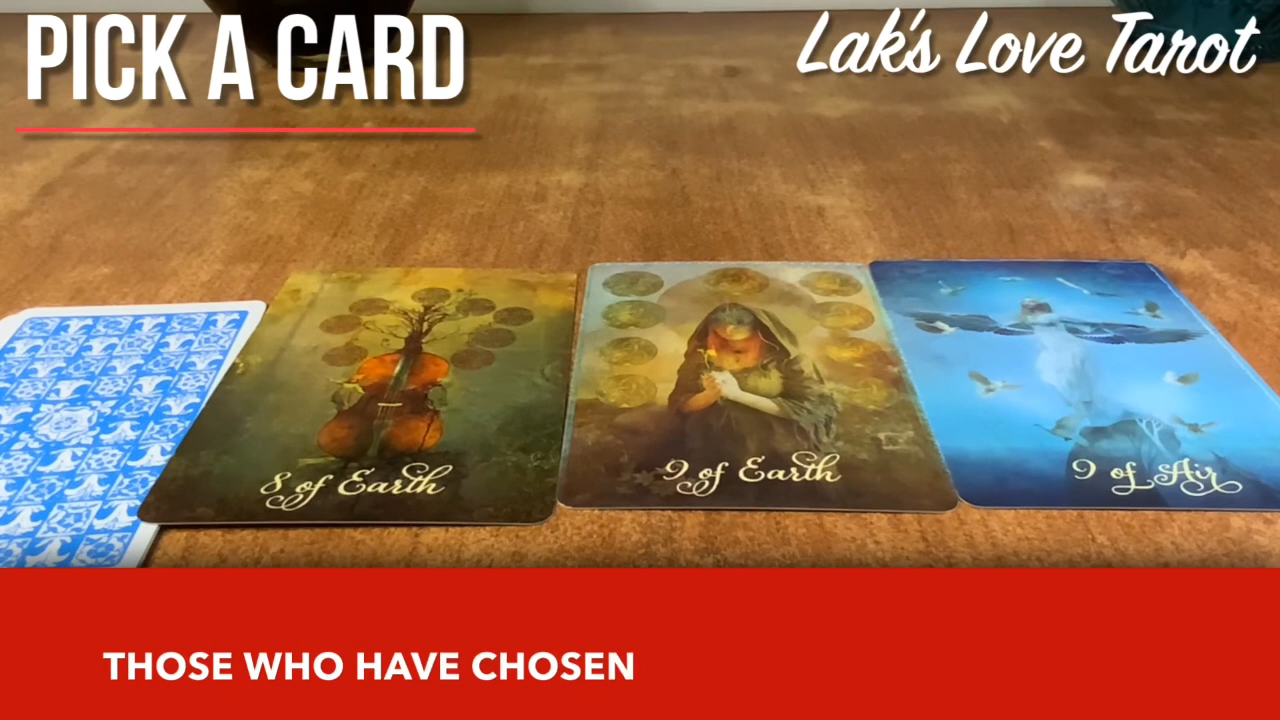 PICK A CARD
Lak's Love Tarot
8 of Earth
9 of Earth
9 of Air
THOSE WHO HAVE CHOSEN